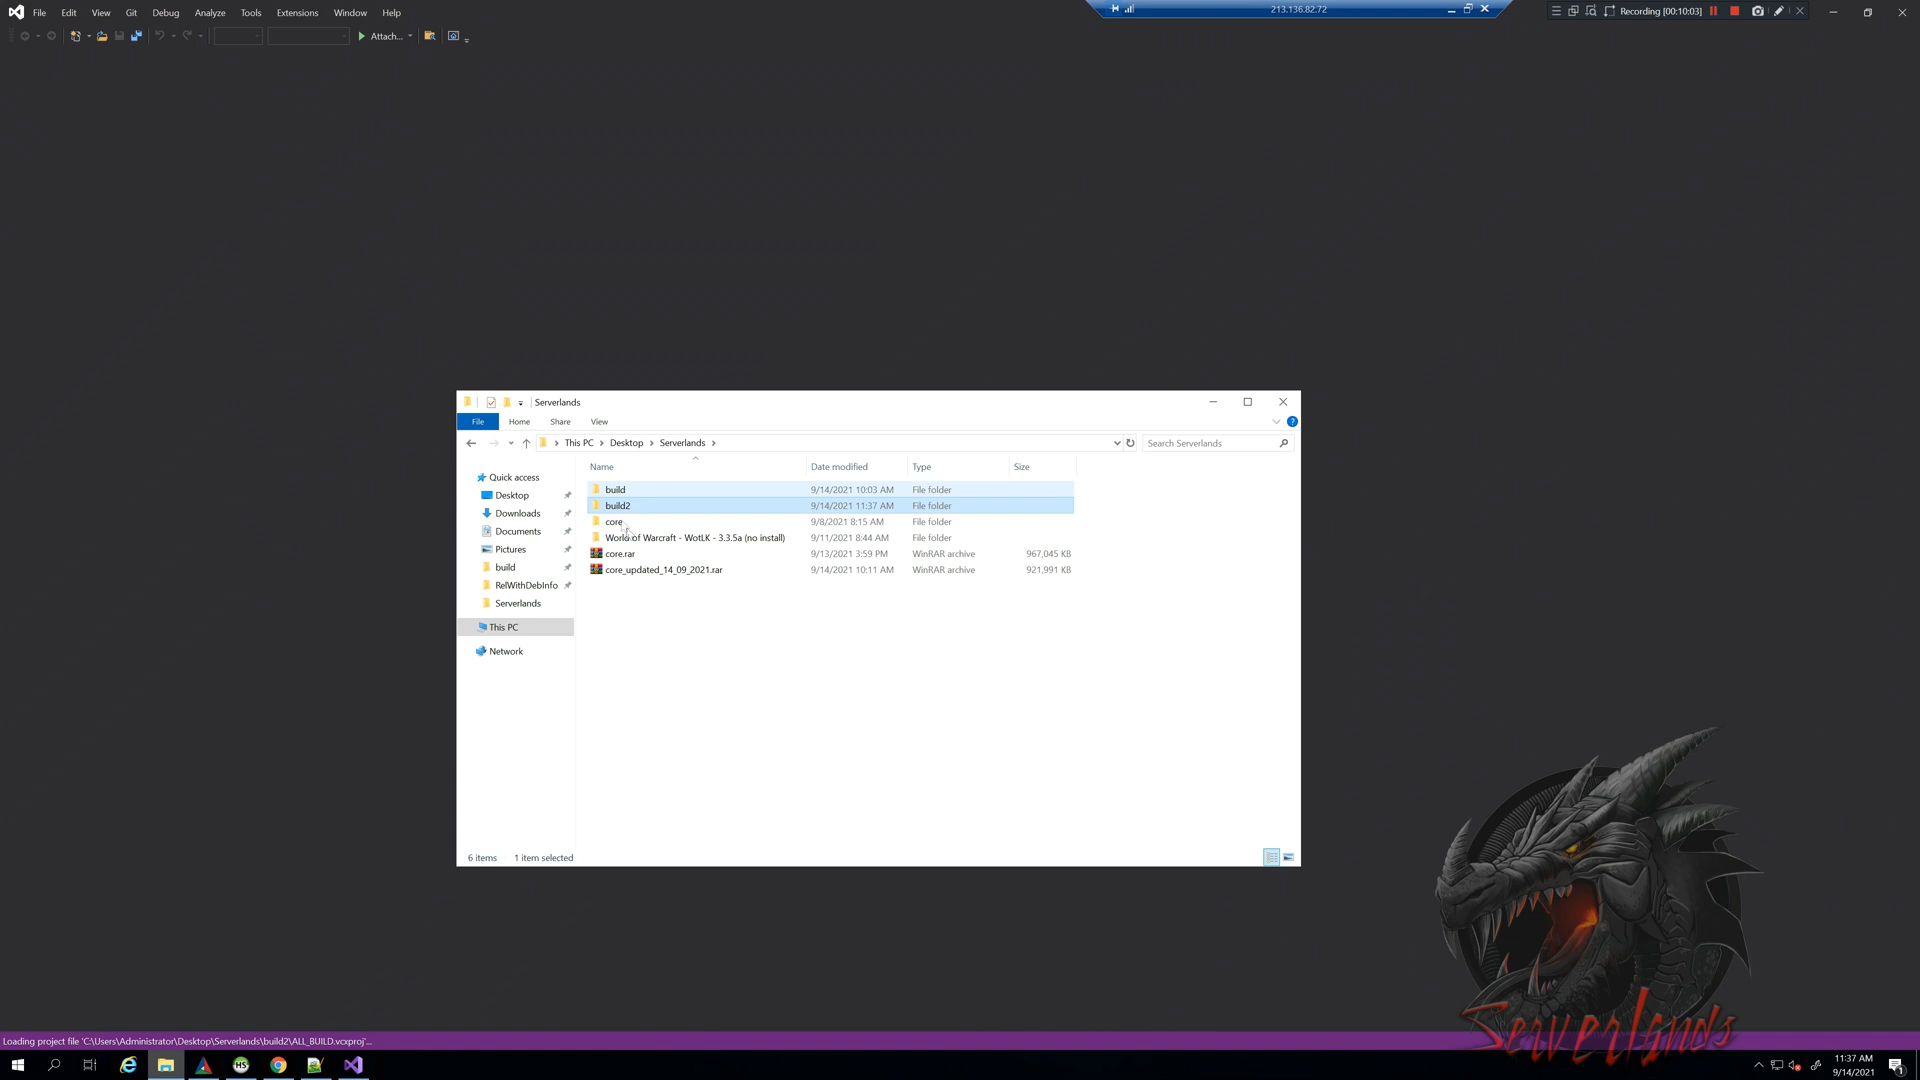 File Edit View Git Debug Analyze Tools Extensions Window Help
213.136.82.72
Recording [00:10:03]
Attach...
Serverlands
File Home Share View
This PC Desktop Serverlands
Search Serverlands
Name Date modified Type Size
Quick access
Desktop
Downloads
Documents
Pictures
build
RelWithDebInfo
Serverlands
This PC
Network
build 9/14/2021 10:03 AM File folder
build2 9/14/2021 11:37 AM File folder
core 9/8/2021 8:15 AM File folder
World of Warcraft - WotLK - 3.3.5a (no install) 9/11/2021 8:44 AM File folder
core.rar 9/13/2021 3:59 PM WinRAR archive 967,045 KB
core_updated_14_09_2021.rar 9/14/2021 10:11 AM WinRAR archive 921,991 KB
6 items 1 item selected
Serverlands
Loading project file 'C:\Users\Administrator\Desktop\Serverlands\build2\ALL_BUILD.vcxproj'...
HS
11:37 AM
9/14/2021
1